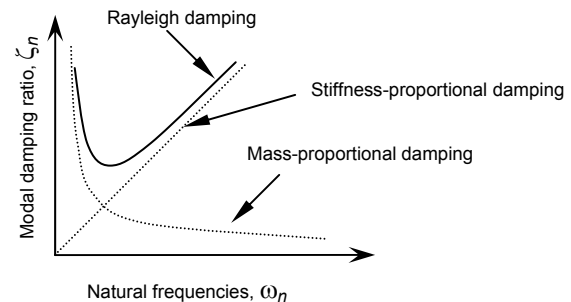 Rayleigh damping
Stiffness-proportional damping
Mass-proportional damping
Modal damping ratio, ζn
Natural frequencies, ωn